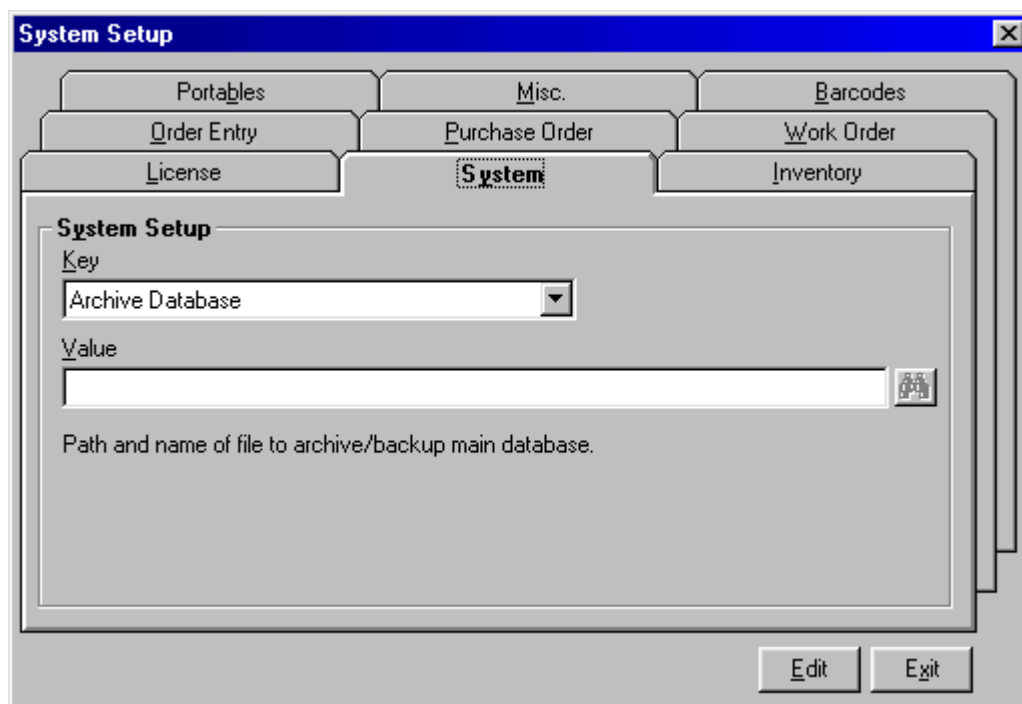 System Setup
Portables Misc. Barcodes
Order Entry Purchase Order Work Order
License System Inventory
System Setup
Key
Archive Database
Value
Path and name of file to archive/backup main database.
Edit Exit